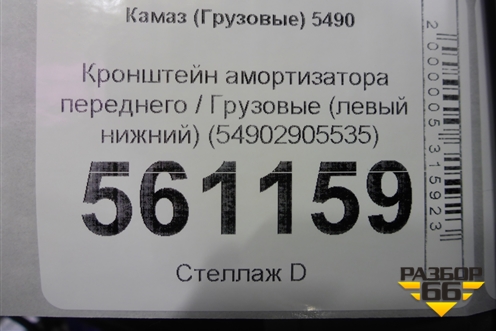 Камаз (Грузовые) 5490
Кронштейн амортизатора
переднего / Грузовые (левый
нижний) (54902905535)
561159
Стеллаж D
2000005315923
РАЗБОР
66